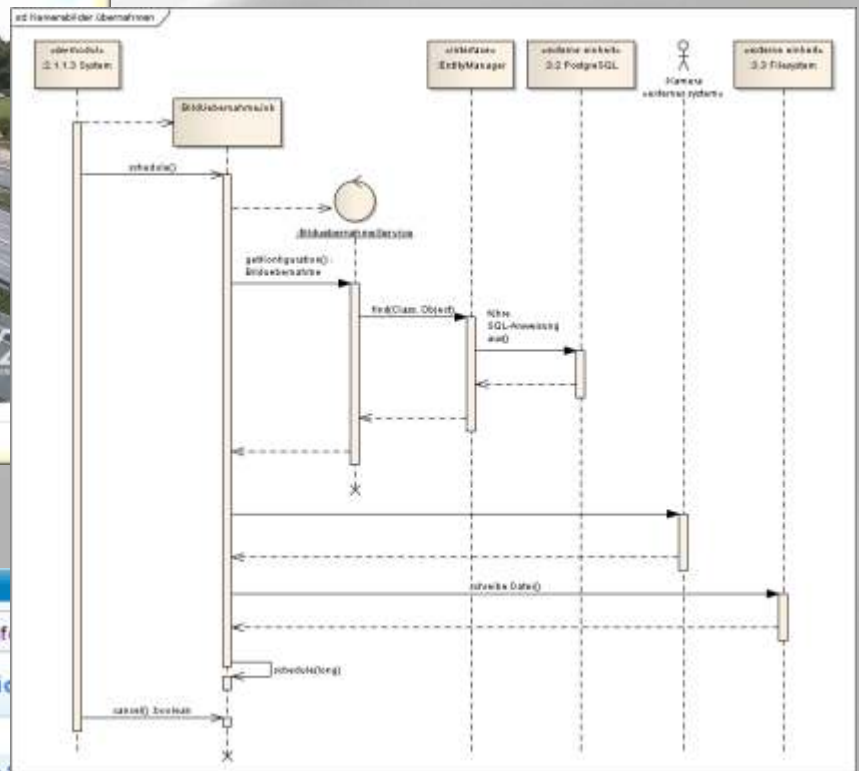 sd Kamerabilder übernehmen
«demodul»
:2.1.1.3 System
«interface»
:EntityManager
«externe einheit»
:3.2 PostgreSQL
:Kamera
«externes system»
«externe einheit»
:3.3 Filesystem
BildUebernahmeJob
schedule()
:BilduebernahmeService
getKonfiguration() :
Bilduebernahme
find(Class, Object)
führe
SQL-Anweisung
aus()
schreibe Datei()
schedule(long)
cancel() :boolean